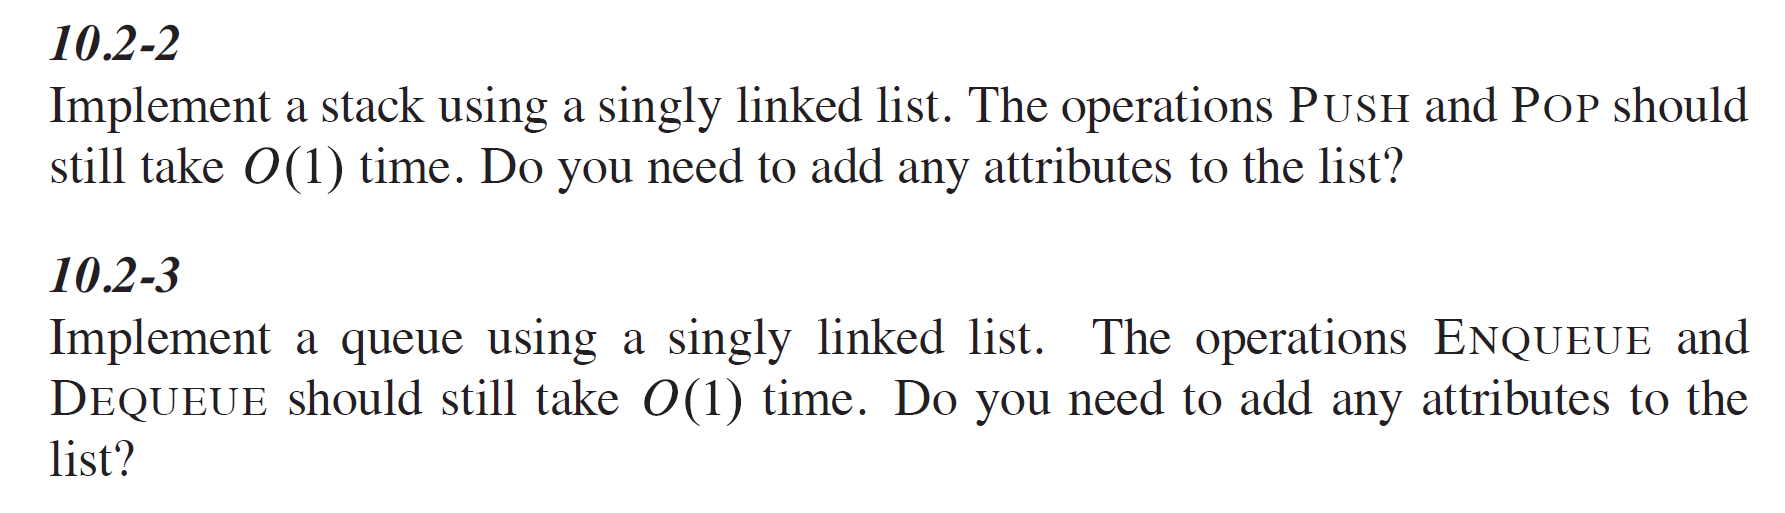 10.2-2
Implement a stack using a singly linked list. The operations PUSH and POP should
still take O(1) time. Do you need to add any attributes to the list?
10.2-3
Implement a queue using a singly linked list. The operations ENQUEUE and
DEQUEUE should still take O(1) time. Do you need to add any attributes to the
list?